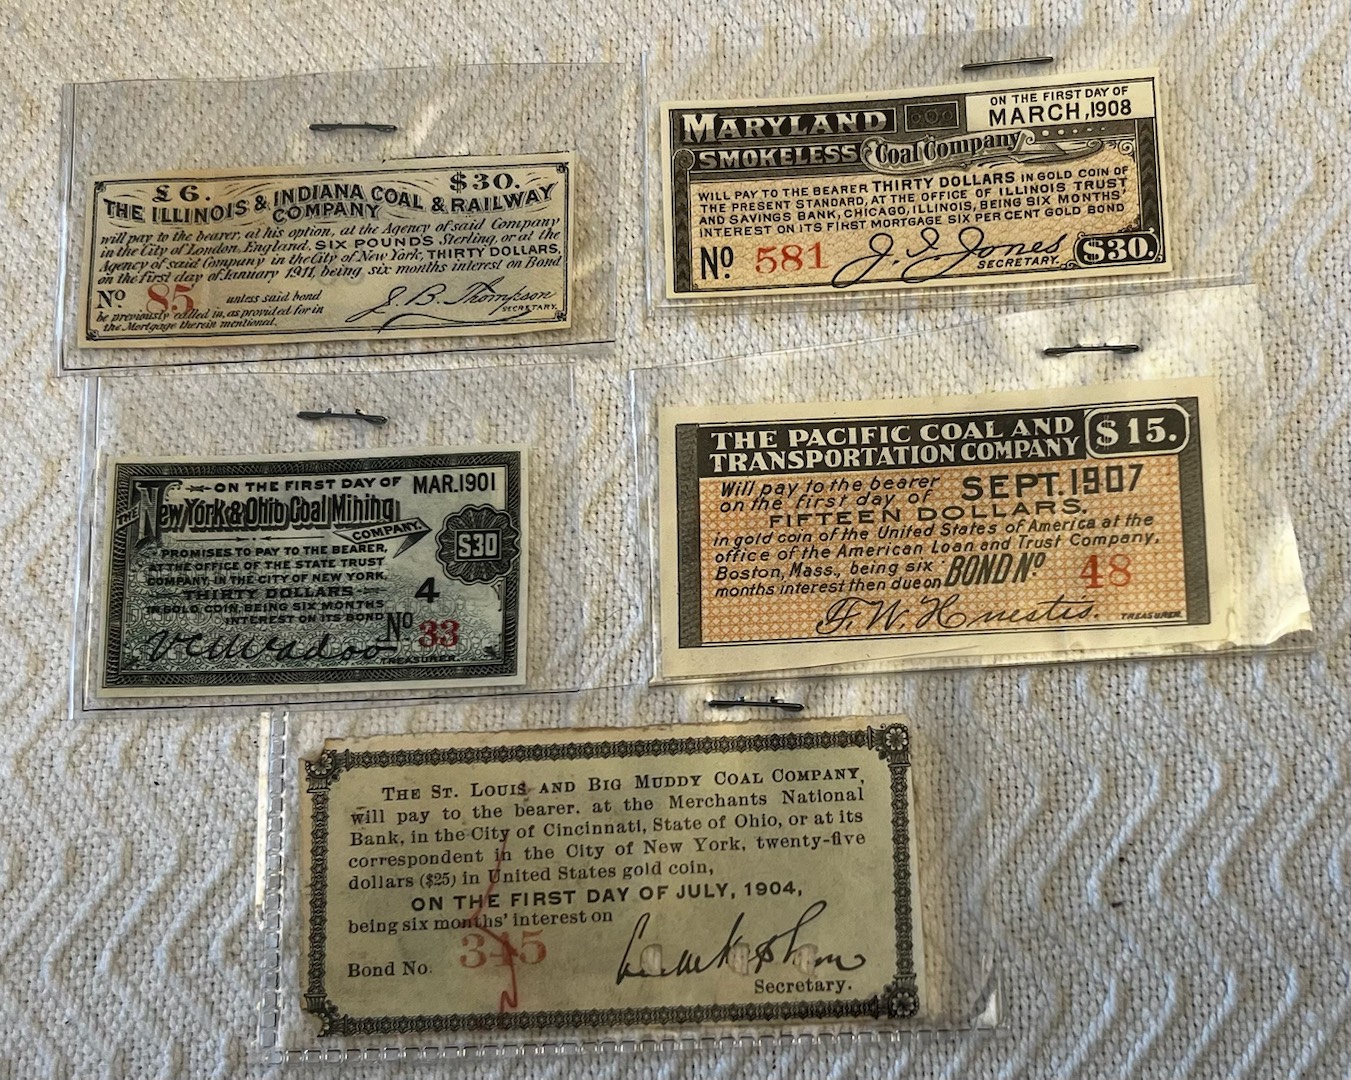 £6. $30.
THE ILLINOIS & INDIANA COAL & RAILWAY
COMPANY
will pay to the bearer, at his option, at the Agency of said Company
in the City of London, England, SIX POUNDS Sterling, or at the
Agency of said Company in the City of New York, THIRTY DOLLARS,
on the first day of January 1911, being six months interest on Bond
No 85 unless said bond
be previously called in, as provided for in
the Mortgage therein mentioned.
J. B. Thompson
SECRETARY.
ON THE FIRST DAY OF
MARCH, 1908
MARYLAND
SMOKELESS Coal Company
WILL PAY TO THE BEARER THIRTY DOLLARS IN GOLD COIN OF
THE PRESENT STANDARD, AT THE OFFICE OF ILLINOIS TRUST
AND SAVINGS BANK, CHICAGO, ILLINOIS, BEING SIX MONTHS'
INTEREST ON ITS FIRST MORTGAGE SIX PER CENT GOLD BOND
No 581 J. S. Jones
SECRETARY. $30.
ON THE FIRST DAY OF MAR. 1901
THE New York & Ohio Coal Mining
COMPANY.
PROMISES TO PAY TO THE BEARER,
AT THE OFFICE OF THE STATE TRUST
COMPANY, IN THE CITY OF NEW YORK,
THIRTY DOLLARS
IN GOLD COIN, BEING SIX MONTHS
INTEREST ON ITS BOND
$30
4
No 33
TREASURER.
THE PACIFIC COAL AND
TRANSPORTATION COMPANY $15.
Will pay to the bearer
on the first day of SEPT. 1907
FIFTEEN DOLLARS.
in gold coin of the United States of America at the
office of the American Loan and Trust Company,
Boston, Mass., being six
months interest then due on BOND No 48
F. W. Huestis.
TREASURER.
THE ST. LOUIS AND BIG MUDDY COAL COMPANY,
will pay to the bearer, at the Merchants National
Bank, in the City of Cincinnati, State of Ohio, or at its
correspondent in the City of New York, twenty-five
dollars ($25) in United States gold coin,
ON THE FIRST DAY OF JULY, 1904,
being six months' interest on
Bond No. 345
Secretary.